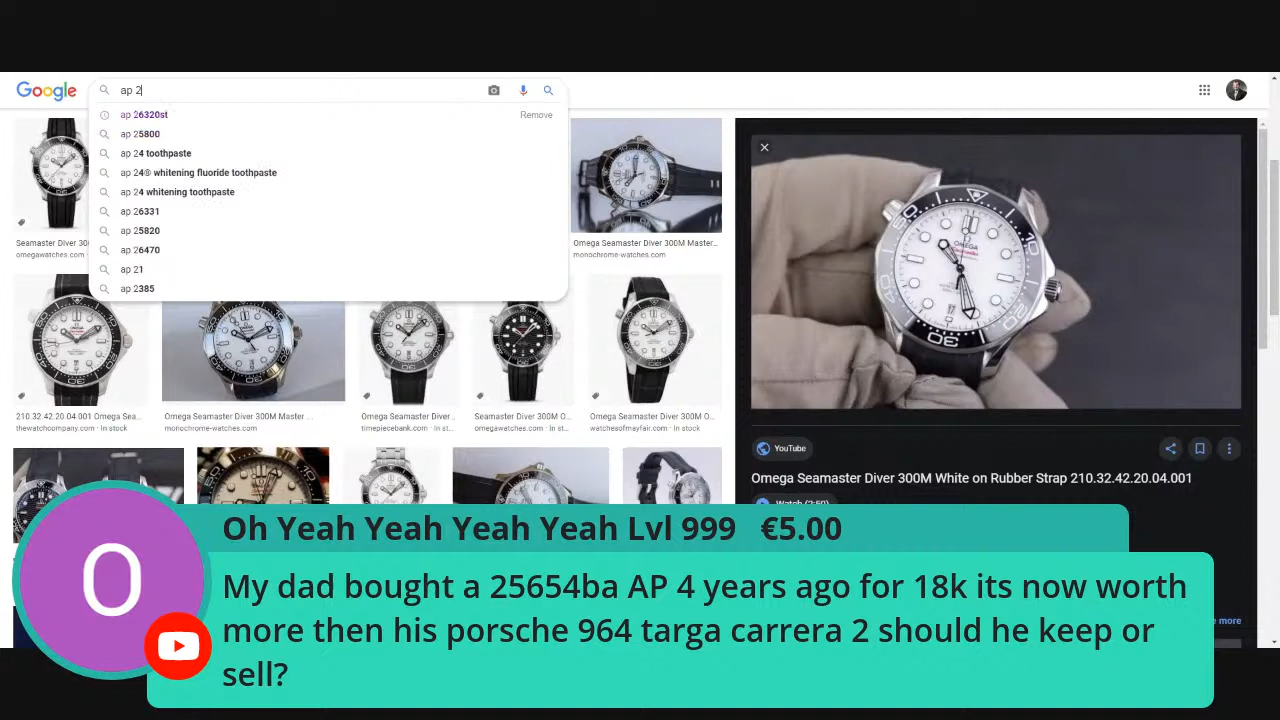 Google
ap 2
ap 26320st
Remove
ap 25800
ap 24 toothpaste
ap 24® whitening fluoride toothpaste
ap 24 whitening toothpaste
ap 26331
ap 25820
ap 26470
ap 21
ap 2385
Seamaster Diver 30
omegawatches.com
Omega Seamaster Diver 300M Master...
monochrome-watches.com
210.32.42.20.04.001 Omega Sea...
thewatchcompany.com · In stock
Omega Seamaster Diver 300M Master ...
monochrome-watches.com
Omega Seamaster Diver ...
timepiecebank.com · In st...
Seamaster Diver 300M O...
omegawatches.com · In st...
Omega Seamaster Diver 300M O...
watchesofmayfair.com · In stock
OMEGA
YouTube
Omega Seamaster Diver 300M White on Rubber Strap 210.32.42.20.04.001
e more
Oh Yeah Yeah Yeah Yeah Lvl 999 €5.00
O
My dad bought a 25654ba AP 4 years ago for 18k its now worth
more then his porsche 964 targa carrera 2 should he keep or
sell?